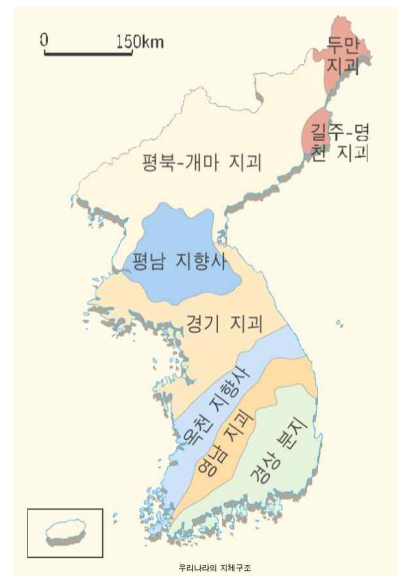 0 150km
두만
지괴
길주-명
천 지괴
평북-개마 지괴
평남 지향사
경기 지괴
옥천 지향사
영남 지괴
경상 분지
우리나라의 지체구조